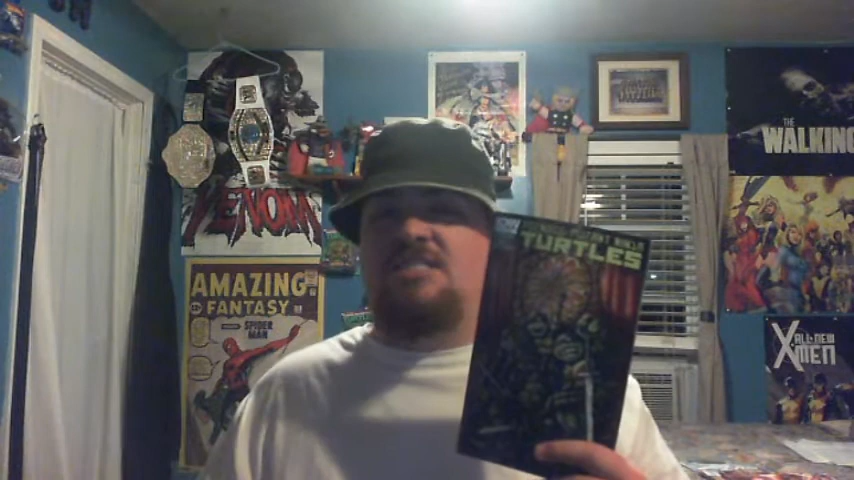 VENOM
AMAZING
FANTASY
SPIDER
MAN
TURTLES
THE
WALKING
X
ALL-NEW
MEN